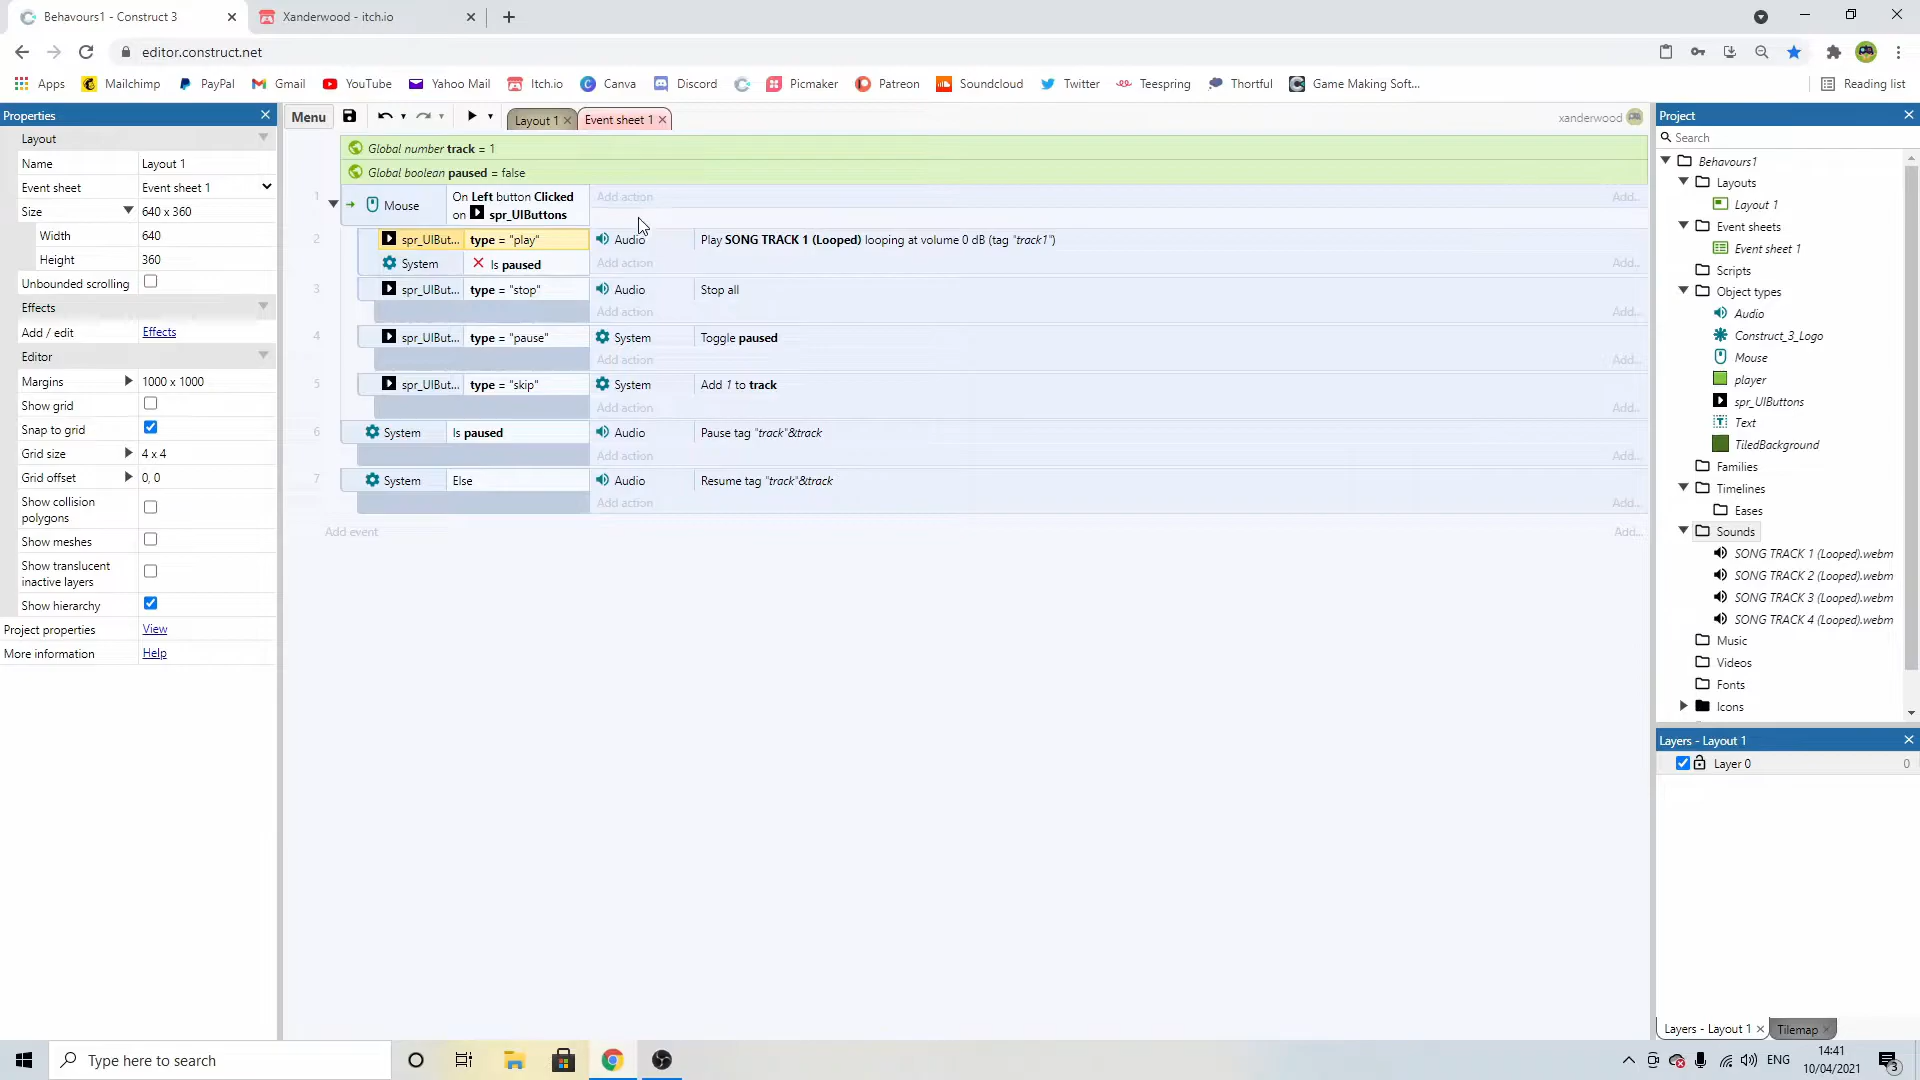 Behavours1 - Construct 3
Xanderwood - itch.io
editor.construct.net
Apps Mailchimp PayPal Gmail YouTube Yahoo Mail Itch.io Canva Discord Picmaker Patreon Soundcloud Twitter Teespring Thortful Game Making Soft... Reading list
Properties
Layout
Name Layout 1
Event sheet Event sheet 1
Size 640 x 360
Width 640
Height 360
Unbounded scrolling
Effects
Add / edit Effects
Editor
Margins 1000 x 1000
Show grid
Snap to grid
Grid size 4 x 4
Grid offset 0, 0
Show collision
polygons
Show meshes
Show translucent
inactive layers
Show hierarchy
Project properties View
More information Help
Menu
Layout 1
Event sheet 1
xanderwood
Global number track = 1
Global boolean paused = false
1 Mouse On Left button Clicked
on spr_UIButtons
Add action Add...
2 spr_UIBut... type = "play" Audio Play SONG TRACK 1 (Looped) looping at volume 0 dB (tag "track1")
System Is paused Add action Add...
3 spr_UIBut... type = "stop" Audio Stop all
Add action Add...
4 spr_UIBut... type = "pause" System Toggle paused
Add action Add...
5 spr_UIBut... type = "skip" System Add 1 to track
Add action Add...
6 System Is paused Audio Pause tag "track"&track
Add action Add...
7 System Else Audio Resume tag "track"&track
Add action Add...
Add event Add...
Project
Search
Behavours1
Layouts
Layout 1
Event sheets
Event sheet 1
Scripts
Object types
Audio
Construct_3_Logo
Mouse
player
spr_UIButtons
Text
TiledBackground
Families
Timelines
Eases
Sounds
SONG TRACK 1 (Looped).webm
SONG TRACK 2 (Looped).webm
SONG TRACK 3 (Looped).webm
SONG TRACK 4 (Looped).webm
Music
Videos
Fonts
Icons
Layers - Layout 1
Layer 0 0
Layers - Layout 1
Tilemap
Type here to search
ENG
14:41
10/04/2021
3